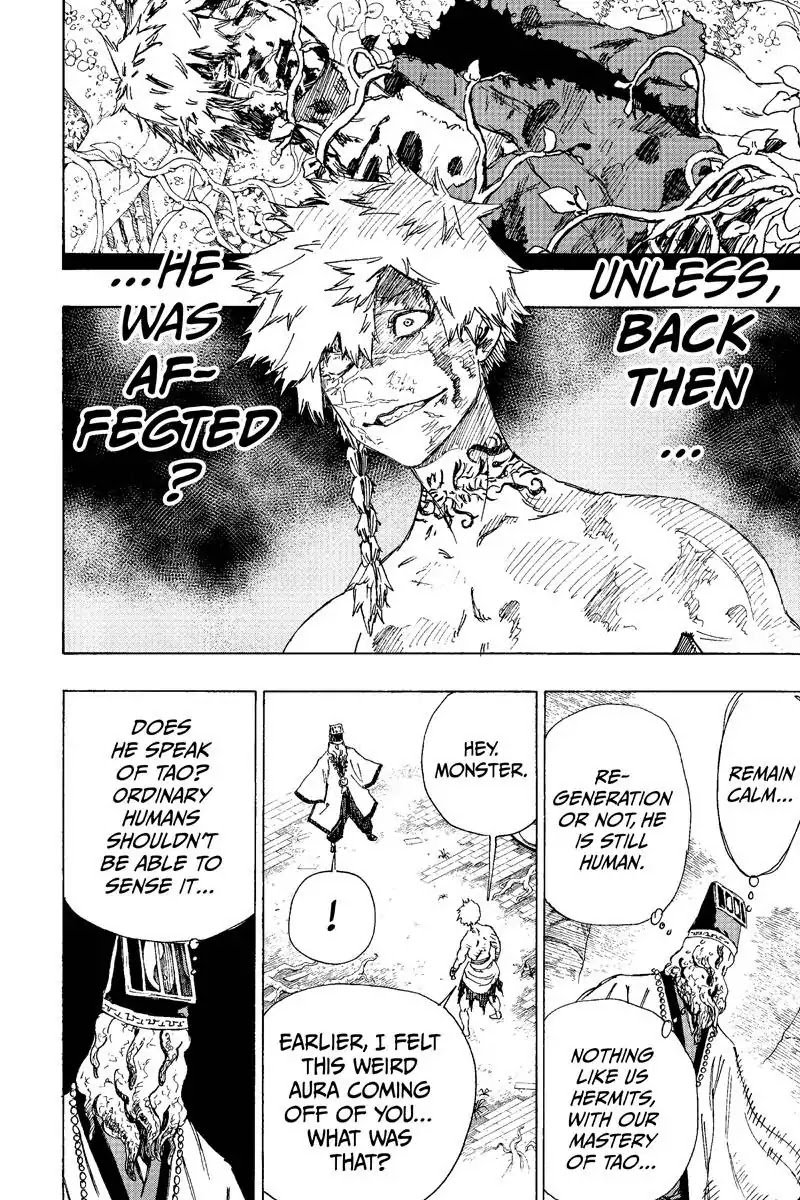 UNLESS,
BACK
THEN
...
...HE
WAS
AF-
FECTED
?
REMAIN
CALM...
RE-
GENERATION
OR NOT, HE
IS STILL
HUMAN.
NOTHING
LIKE US
HERMITS,
WITH OUR
MASTERY
OF TAO...
HEY.
MONSTER.
!
EARLIER, I FELT
THIS WEIRD
AURA COMING
OFF OF YOU...
WHAT WAS
THAT?
DOES
HE SPEAK
OF TAO?
ORDINARY
HUMANS
SHOULDN'T
BE ABLE TO
SENSE IT...